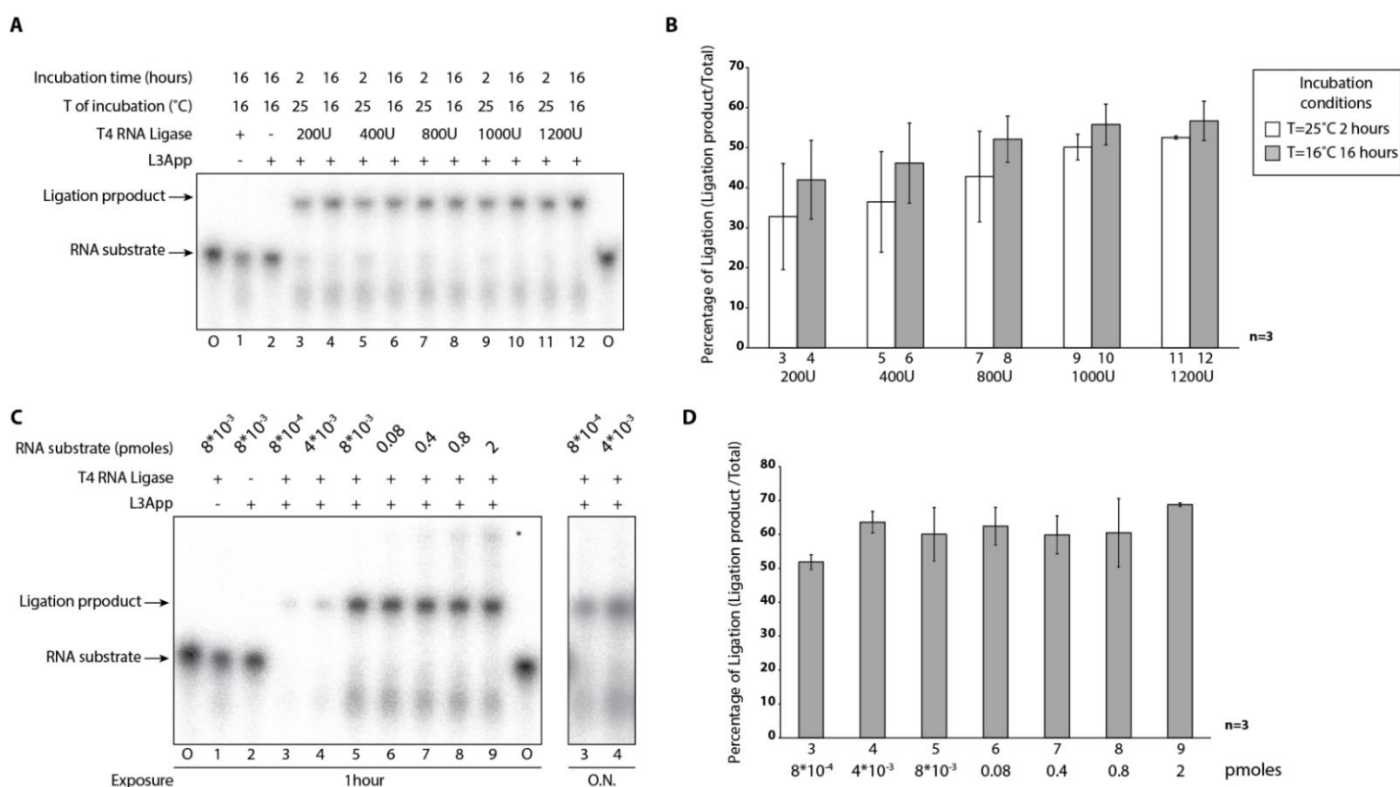 A
Incubation time (hours) 16 16 2 16 2 16 2 16 2 16 2 16
T of incubation (°C) 16 16 25 16 25 16 25 16 25 16 25 16
T4 RNA Ligase + - 200U 400U 800U 1000U 1200U
L3App - + + + + + + + + + + +
Ligation prpoduct
RNA substrate
O 1 2 3 4 5 6 7 8 9 10 11 12 O
B
Percentage of Ligation (Ligation product/Total)
70
60
50
40
30
20
10
0
3 4 5 6 7 8 9 10 11 12
200U 400U 800U 1000U 1200U
n=3
Incubation
conditions
T=25°C 2 hours
T=16°C 16 hours
C
RNA substrate (pmoles) 8*10⁻³ 8*10⁻³ 8*10⁻⁴ 4*10⁻³ 8*10⁻³ 0.08 0.4 0.8 2 8*10⁻⁴ 4*10⁻³
T4 RNA Ligase + - + + + + + + + + +
L3App - + + + + + + + + + +
*
Ligation prpoduct
RNA substrate
O 1 2 3 4 5 6 7 8 9 O 3 4
Exposure 1hour O.N.
D
Percentage of Ligation (Ligation product /Total)
80
70
60
50
40
30
20
10
0
3 4 5 6 7 8 9
8*10⁻⁴ 4*10⁻³ 8*10⁻³ 0.08 0.4 0.8 2 pmoles
n=3